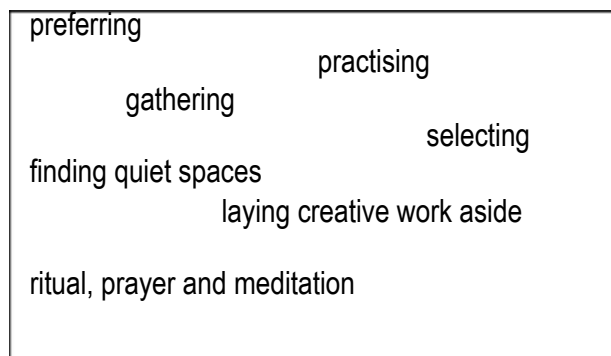 preferring
practising
gathering
selecting
finding quiet spaces
laying creative work aside
ritual, prayer and meditation